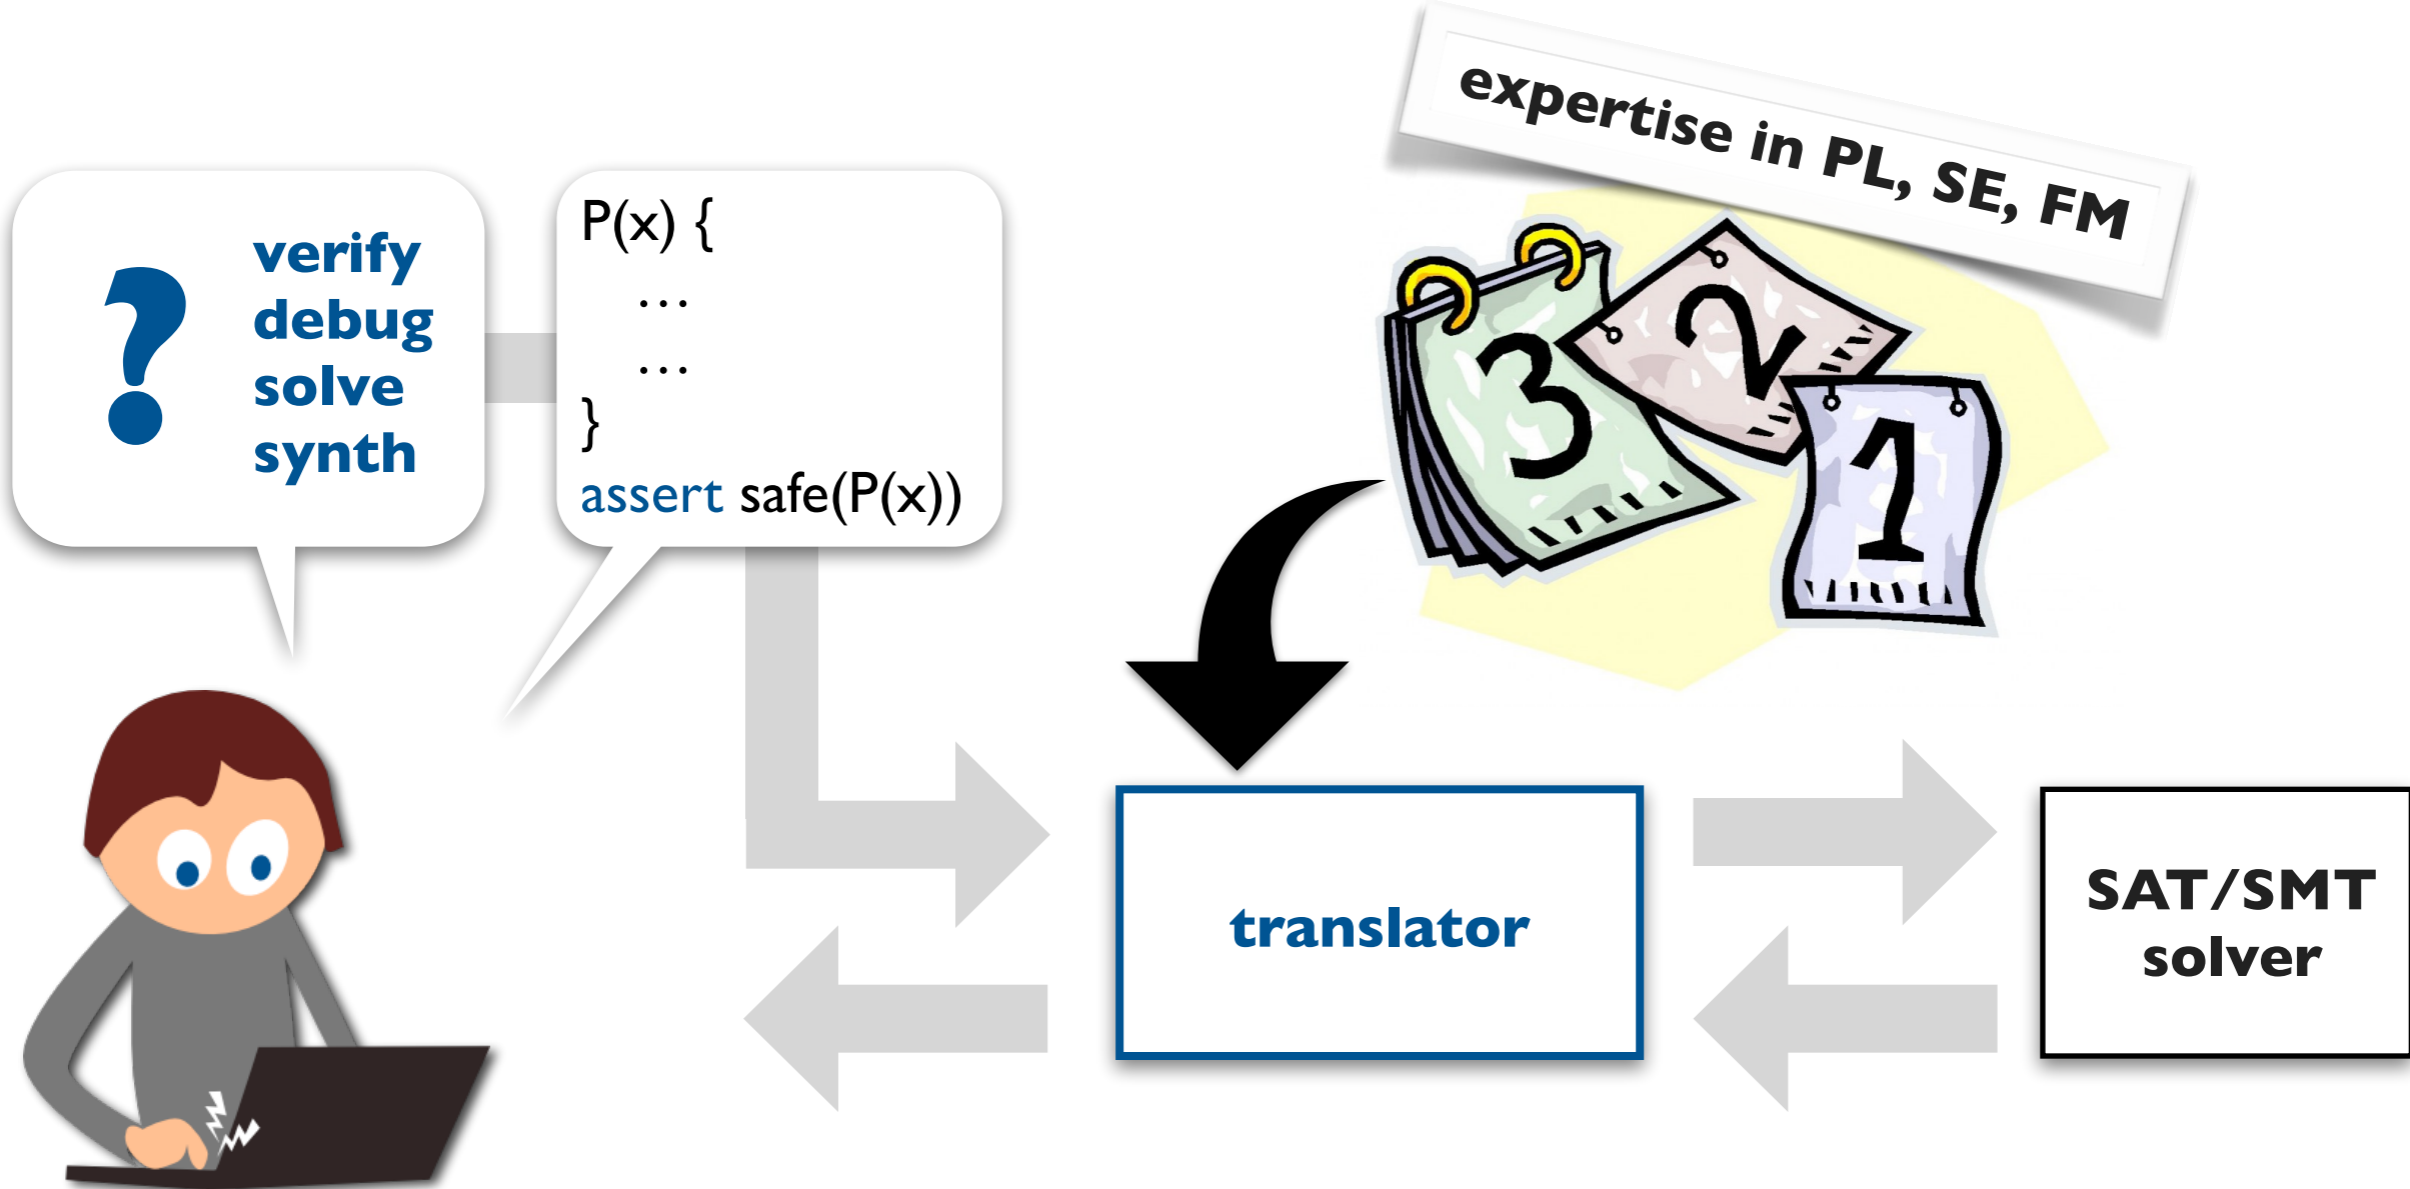 expertise in PL, SE, FM
?
verify
debug
solve
synth
P(x) {
...
...
}
assert safe(P(x))
3
2
1
translator
SAT/SMT
solver